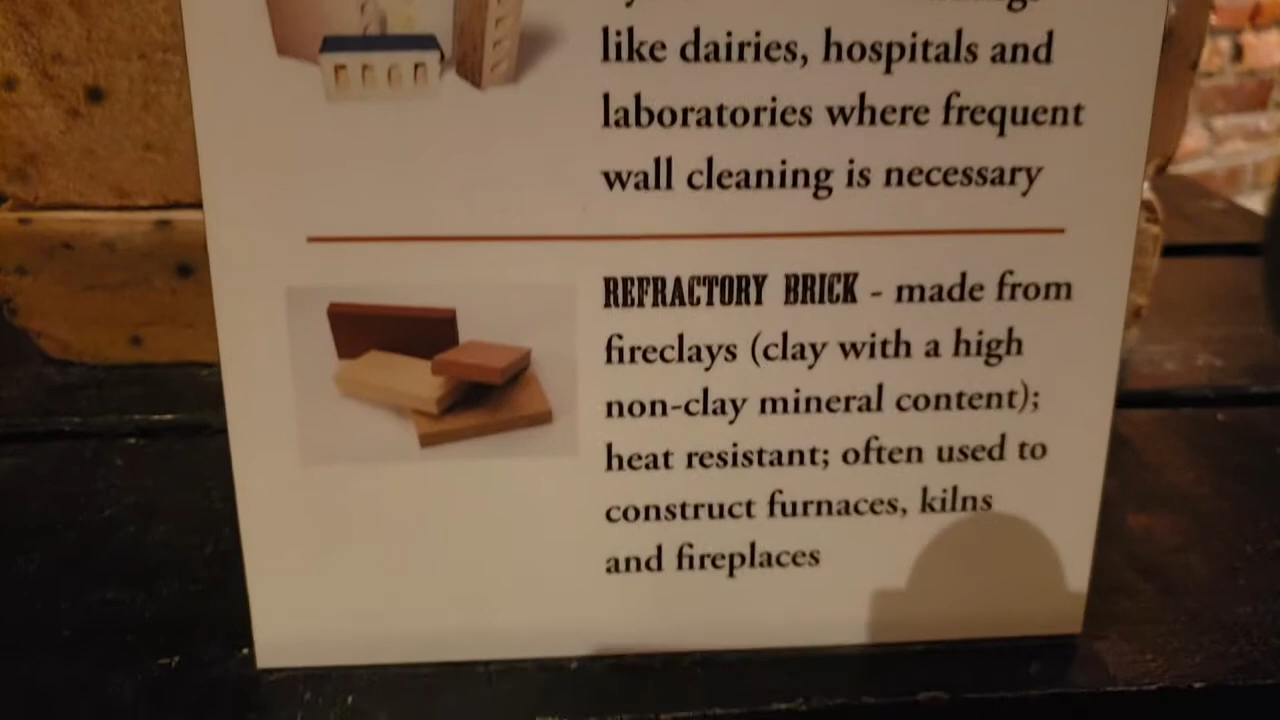 like dairies, hospitals and
laboratories where frequent
wall cleaning is necessary
REFRACTORY BRICK - made from
fireclays (clay with a high
non-clay mineral content);
heat resistant; often used to
construct furnaces, kilns
and fireplaces